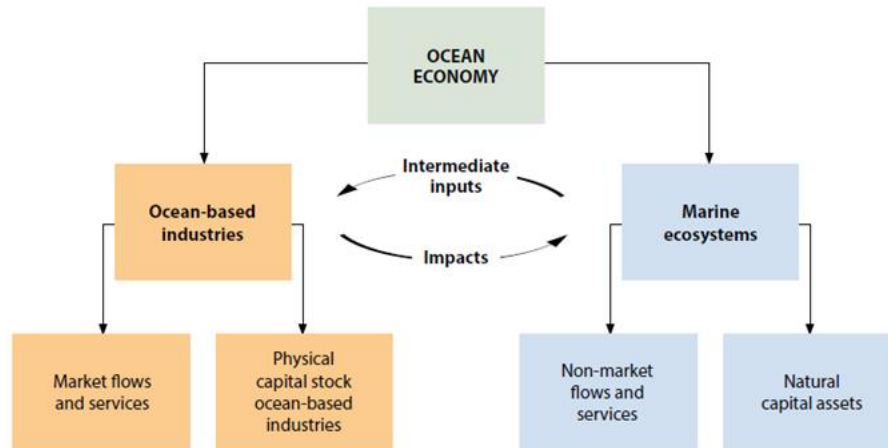 OCEAN
ECONOMY
Intermediate
inputs
Ocean-based
industries
Marine
ecosystems
Impacts
Market flows
and services
Physical
capital stock
ocean-based
industries
Non-market
flows and
services
Natural
capital assets